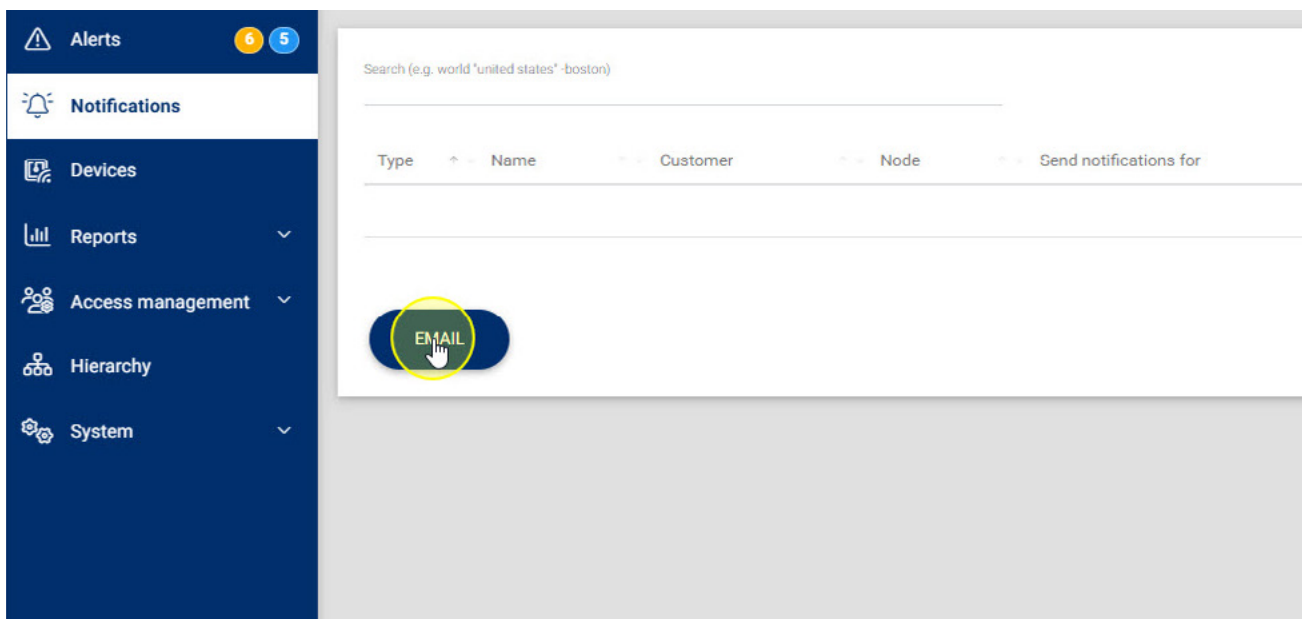 Alerts 6 5
Notifications
Devices
Reports
Access management
Hierarchy
System
Search (e.g. world "united states" -boston)
Type Name Customer Node Send notifications for
EMAIL